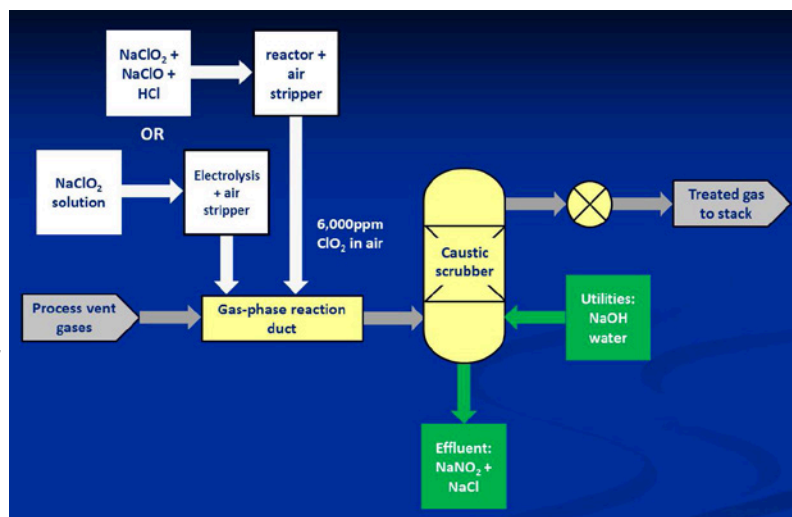 NaClO₂ +
NaClO +
HCl
reactor +
air
stripper
OR
NaClO₂
solution
Electrolysis
+ air
stripper
6,000ppm
ClO₂ in air
Process vent
gases
Gas-phase reaction
duct
Caustic
scrubber
Treated gas
to stack
Utilities:
NaOH
water
Effluent:
NaNO₂ +
NaCl